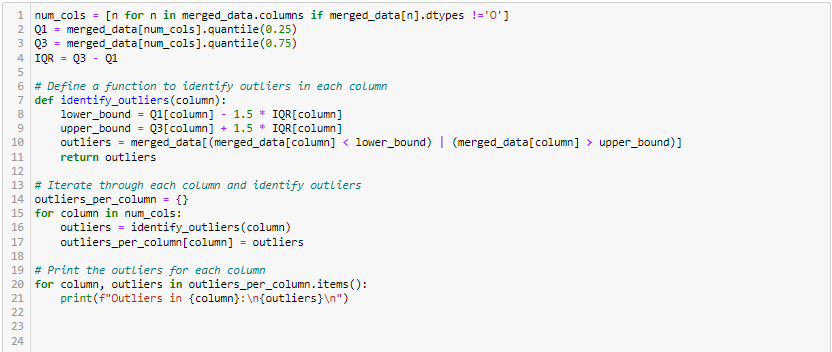 1 num_cols = [n for n in merged_data.columns if merged_data[n].dtypes !='O']
2 Q1 = merged_data[num_cols].quantile(0.25)
3 Q3 = merged_data[num_cols].quantile(0.75)
4 IQR = Q3 - Q1
5
6 # Define a function to identify outliers in each column
7 def identify_outliers(column):
8     lower_bound = Q1[column] - 1.5 * IQR[column]
9     upper_bound = Q3[column] + 1.5 * IQR[column]
10     outliers = merged_data[(merged_data[column] < lower_bound) | (merged_data[column] > upper_bound)]
11     return outliers
12
13 # Iterate through each column and identify outliers
14 outliers_per_column = {}
15 for column in num_cols:
16     outliers = identify_outliers(column)
17     outliers_per_column[column] = outliers
18
19 # Print the outliers for each column
20 for column, outliers in outliers_per_column.items():
21     print(f"Outliers in {column}:\n{outliers}\n")
22
23
24